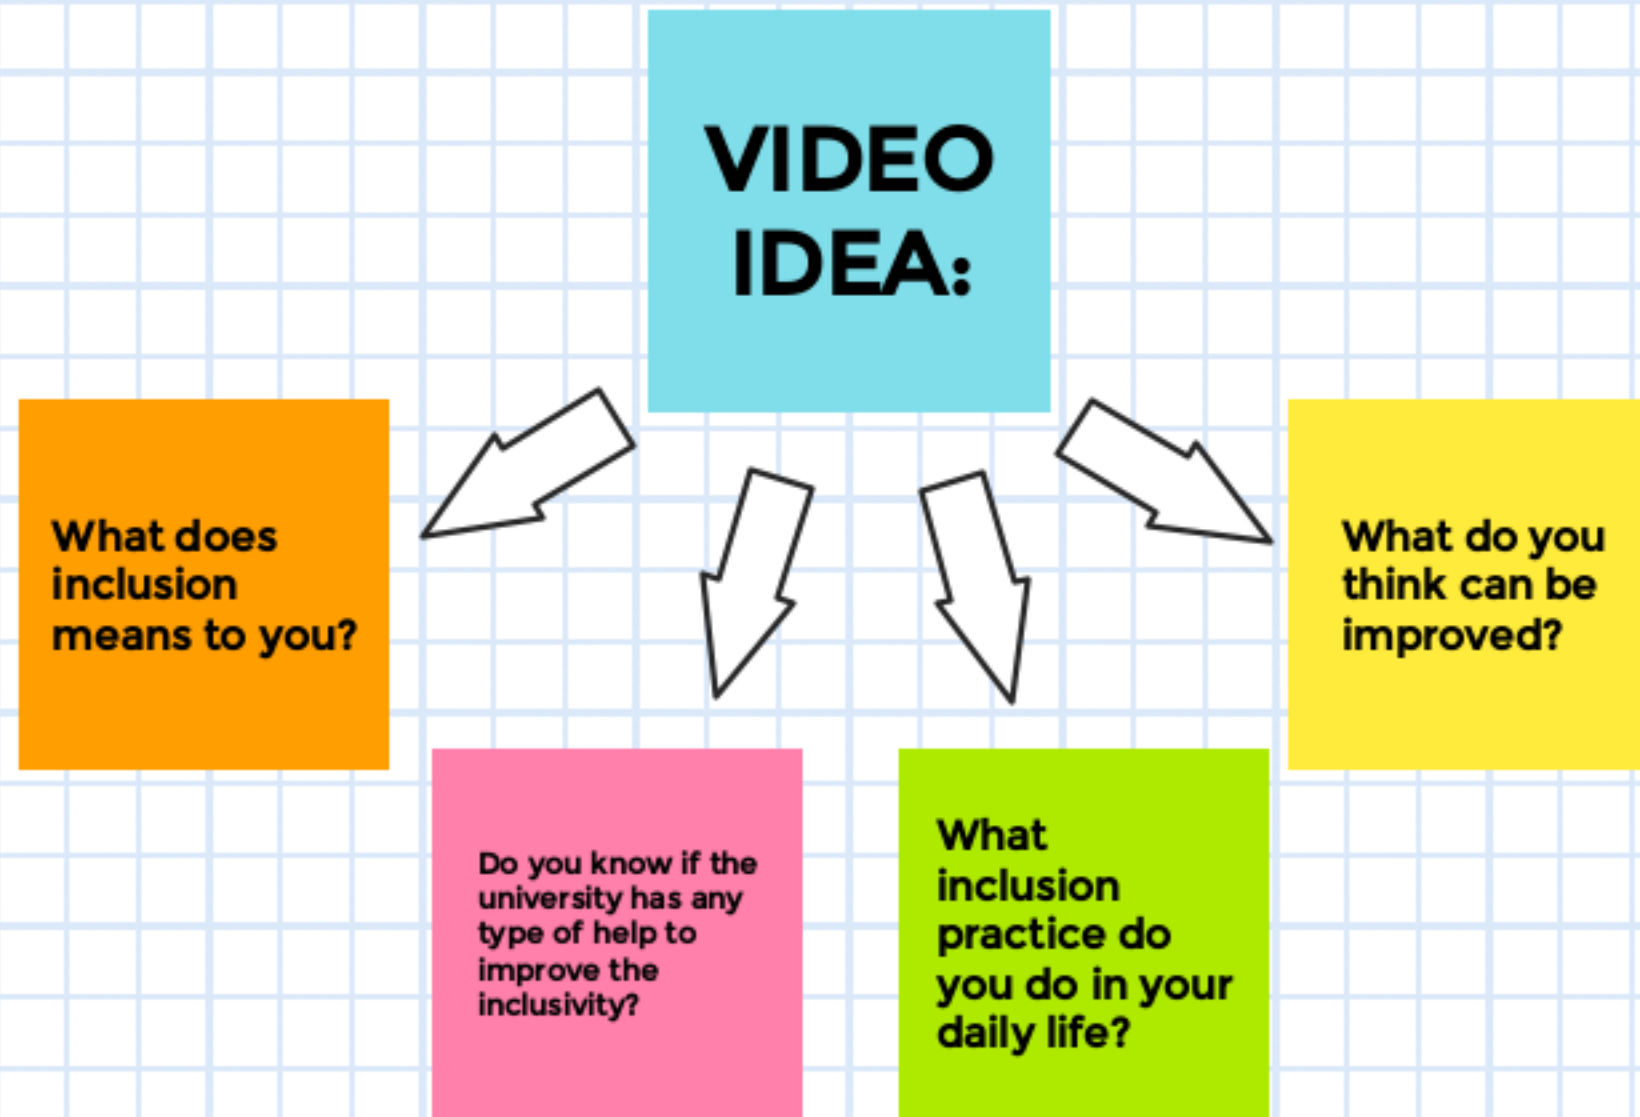 VIDEO
IDEA:
What does
inclusion
means to you?
Do you know if the
university has any
type of help to
improve the
inclusivity?
What
inclusion
practice do
you do in your
daily life?
What do you
think can be
improved?